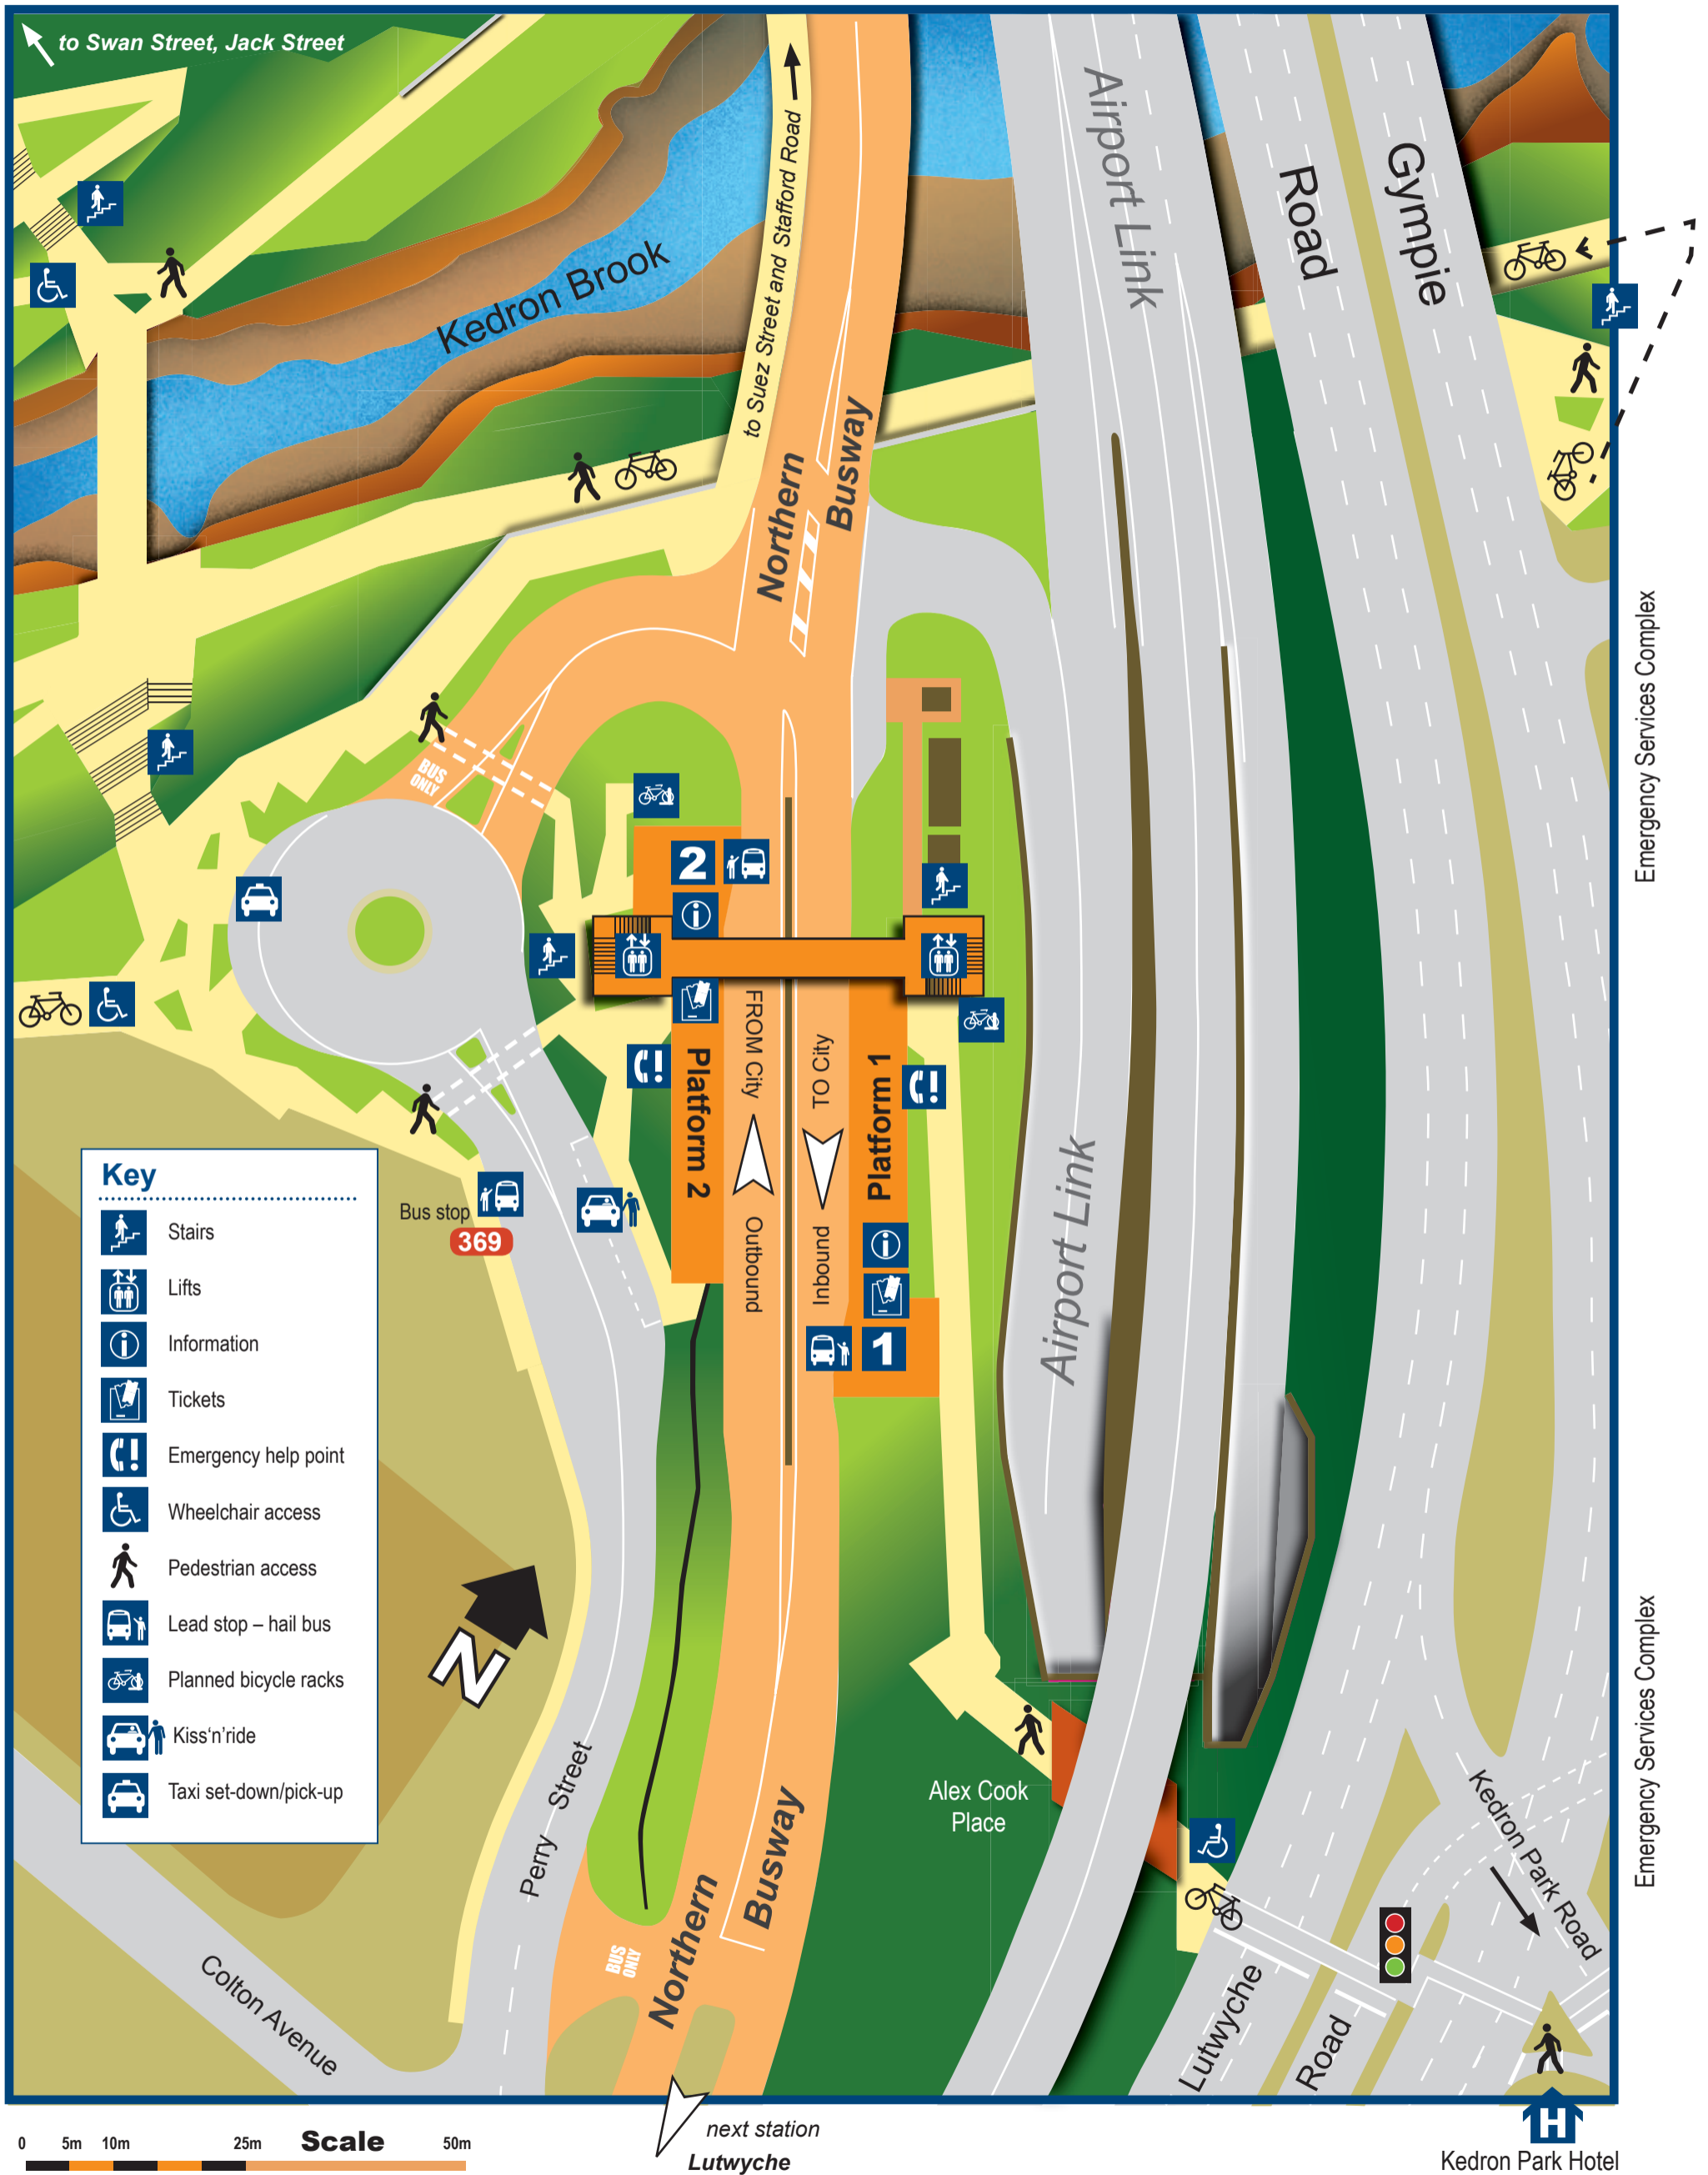 to Swan Street, Jack Street
Kedron Brook
to Suez Street and Stafford Road
Northern
Busway
Airport Link
Road
Gympie
Emergency Services Complex
BUS
ONLY
2
FROM City
TO City
Platform 2
Platform 1
Outbound
Inbound
1
Airport Link
Bus stop
369
Key
Stairs
Lifts
Information
Tickets
Emergency help point
Wheelchair access
Pedestrian access
Lead stop – hail bus
Planned bicycle racks
Kiss‘n’ride
Taxi set-down/pick-up
N
Perry Street
Colton Avenue
BUS
ONLY
Northern
Busway
Alex Cook
Place
Lutwyche
Road
Kedron Park Road
Emergency Services Complex
H
Kedron Park Hotel
next station
Lutwyche
0 5m 10m 25m Scale 50m